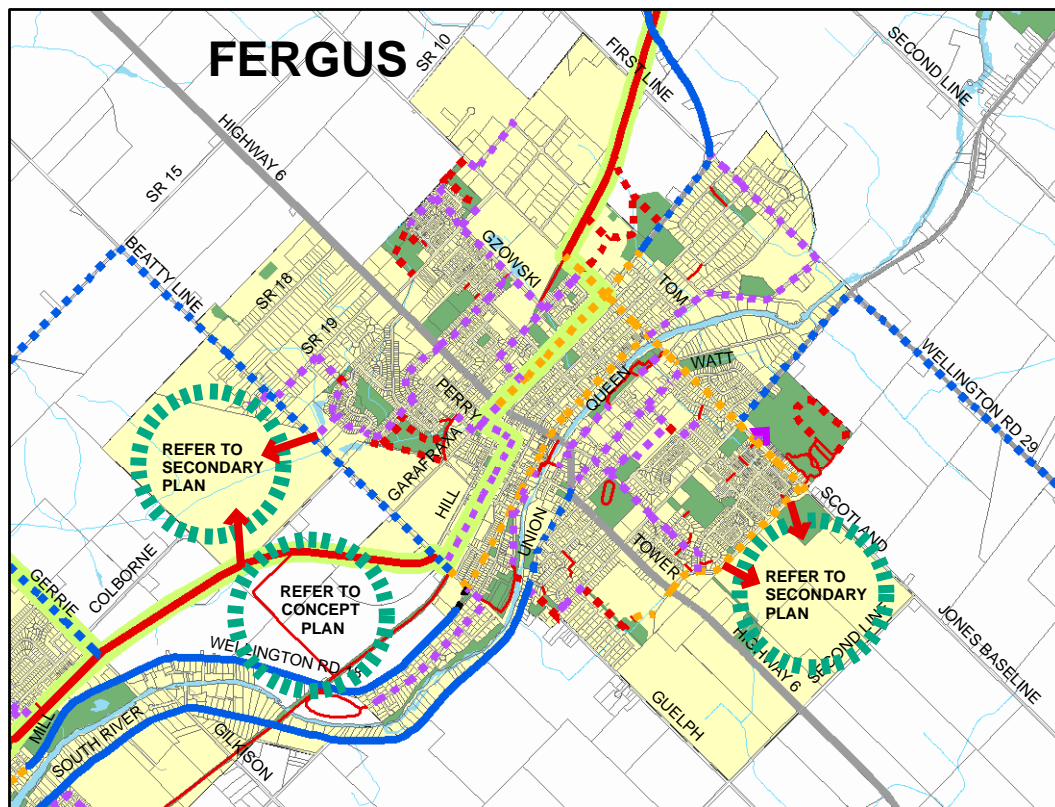 FERGUS
SR 10
FIRST LINE
SECOND LINE
HIGHWAY 6
SR 15
BEATTY LINE
GZOWSKI
SR 18
TOM
SR 19
WATT
WELLINGTON RD 29
QUEEN
PERRY
REFER TO
SECONDARY
PLAN
GARAFRAXA
HILL
UNION
SCOTLAND
TOWER
COLBORNE
GERRIE
REFER TO
CONCEPT
PLAN
REFER TO
SECONDARY
PLAN
SECOND LINE
JONES BASELINE
HIGHWAY 6
WELLINGTON RD 18
GUELPH
MILL
SOUTH RIVER
GILKISON